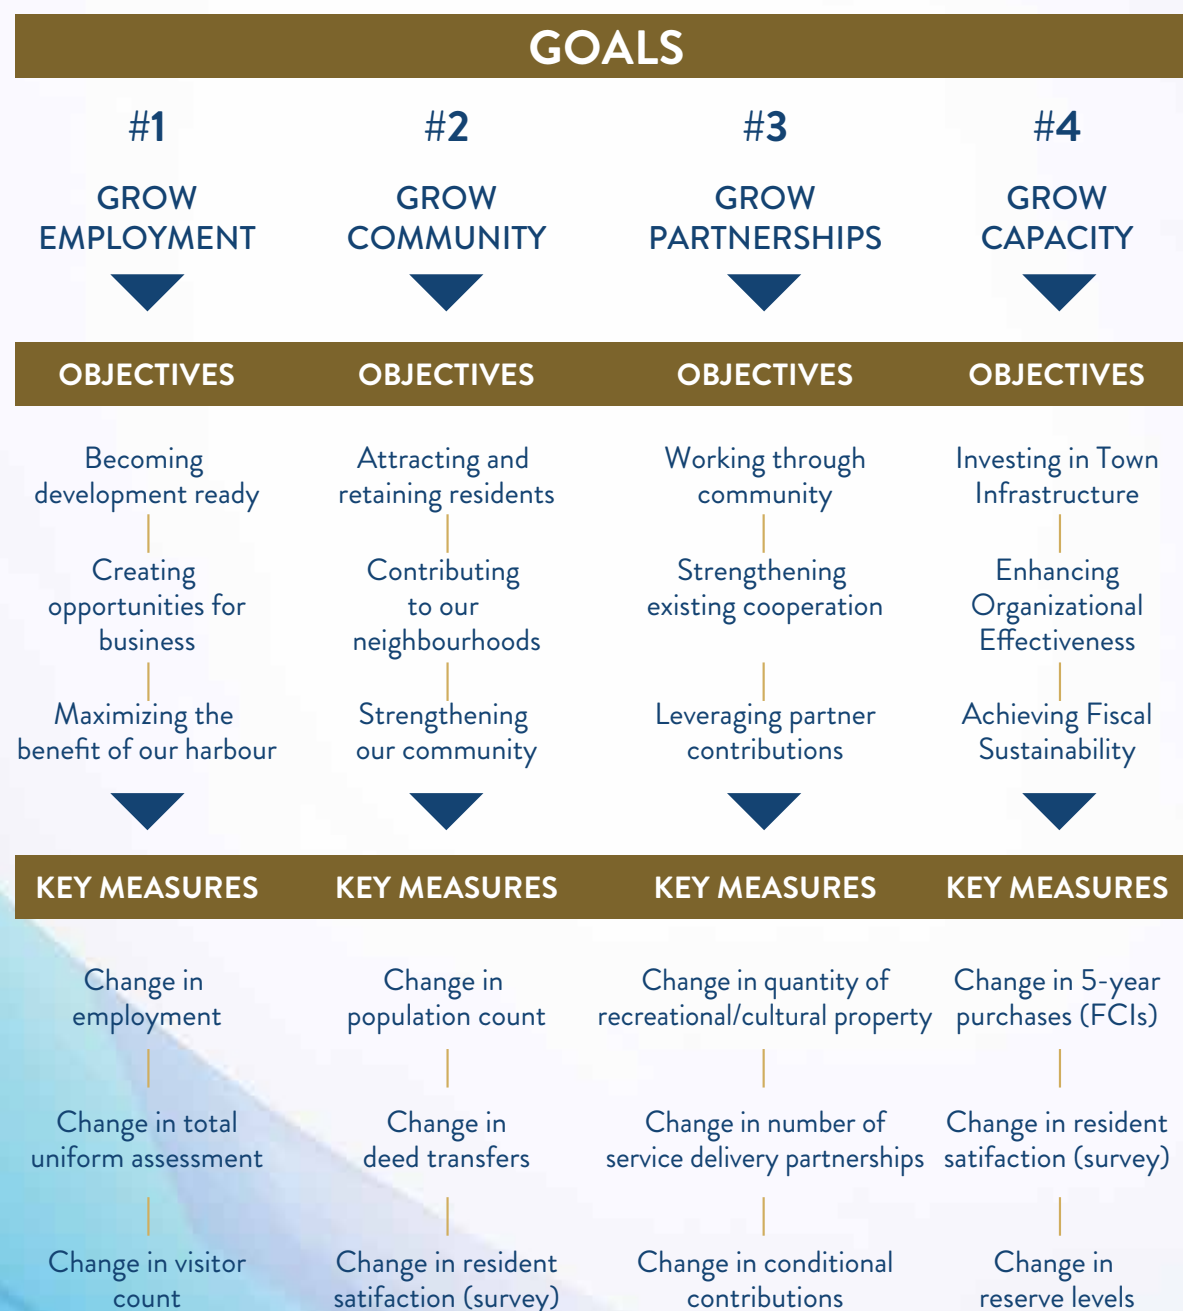 GOALS
#1
GROW
EMPLOYMENT
#2
GROW
COMMUNITY
#3
GROW
PARTNERSHIPS
#4
GROW
CAPACITY
OBJECTIVES
Becoming
development ready
Creating
opportunities for
business
Maximizing the
benefit of our harbour
OBJECTIVES
Attracting and
retaining residents
Contributing
to our
neighbourhoods
Strengthening
our community
OBJECTIVES
Working through
community
Strengthening
existing cooperation
Leveraging partner
contributions
OBJECTIVES
Investing in Town
Infrastructure
Enhancing
Organizational
Effectiveness
Achieving Fiscal
Sustainability
KEY MEASURES
Change in
employment
Change in total
uniform assessment
Change in visitor
count
KEY MEASURES
Change in
population count
Change in
deed transfers
Change in resident
satifaction (survey)
KEY MEASURES
Change in quantity of
recreational/cultural property
Change in number of
service delivery partnerships
Change in conditional
contributions
KEY MEASURES
Change in 5-year
purchases (FCIs)
Change in resident
satifaction (survey)
Change in
reserve levels